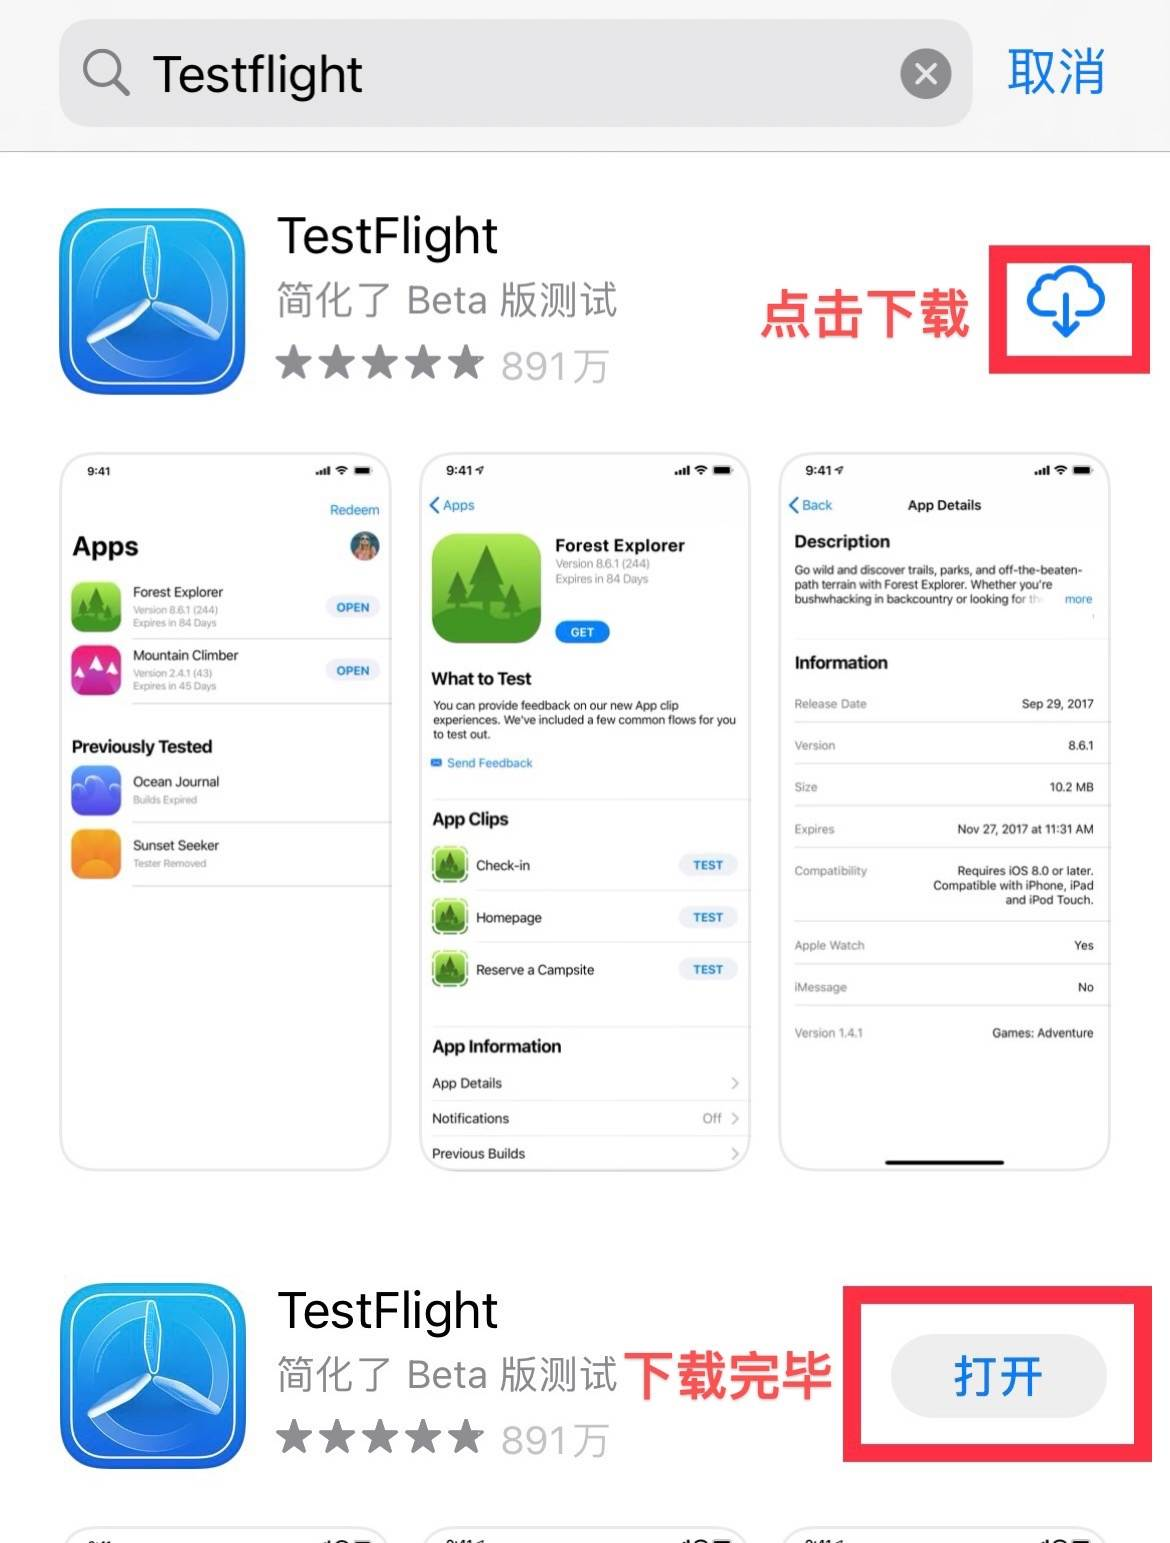 Testflight
取消
TestFlight
简化了 Beta 版测试
891万
点击下载
9:41
Redeem
Apps
Forest Explorer
Version 8.6.1 (244)
Expires in 84 Days
OPEN
Mountain Climber
Version 2.4.1 (43)
Expires in 45 Days
OPEN
Previously Tested
Ocean Journal
Builds Expired
Sunset Seeker
Tester Removed
9:41
Apps
Forest Explorer
Version 8.6.1 (244)
Expires in 84 Days
GET
What to Test
You can provide feedback on our new App clip
experiences. We've included a few common flows for you
to test out.
Send Feedback
App Clips
Check-in
TEST
Homepage
TEST
Reserve a Campsite
TEST
App Information
App Details
Notifications Off
Previous Builds
9:41
Back
App Details
Description
Go wild and discover trails, parks, and off-the-beaten-
path terrain with Forest Explorer. Whether you're
bushwhacking in backcountry or looking for th more
Information
Release Date Sep 29, 2017
Version 8.6.1
Size 10.2 MB
Expires Nov 27, 2017 at 11:31 AM
Compatibility Requires iOS 8.0 or later.
Compatible with iPhone, iPad
and iPod Touch.
Apple Watch Yes
iMessage No
Version 1.4.1 Games: Adventure
TestFlight
简化了 Beta 版测试
891万
下载完毕
打开